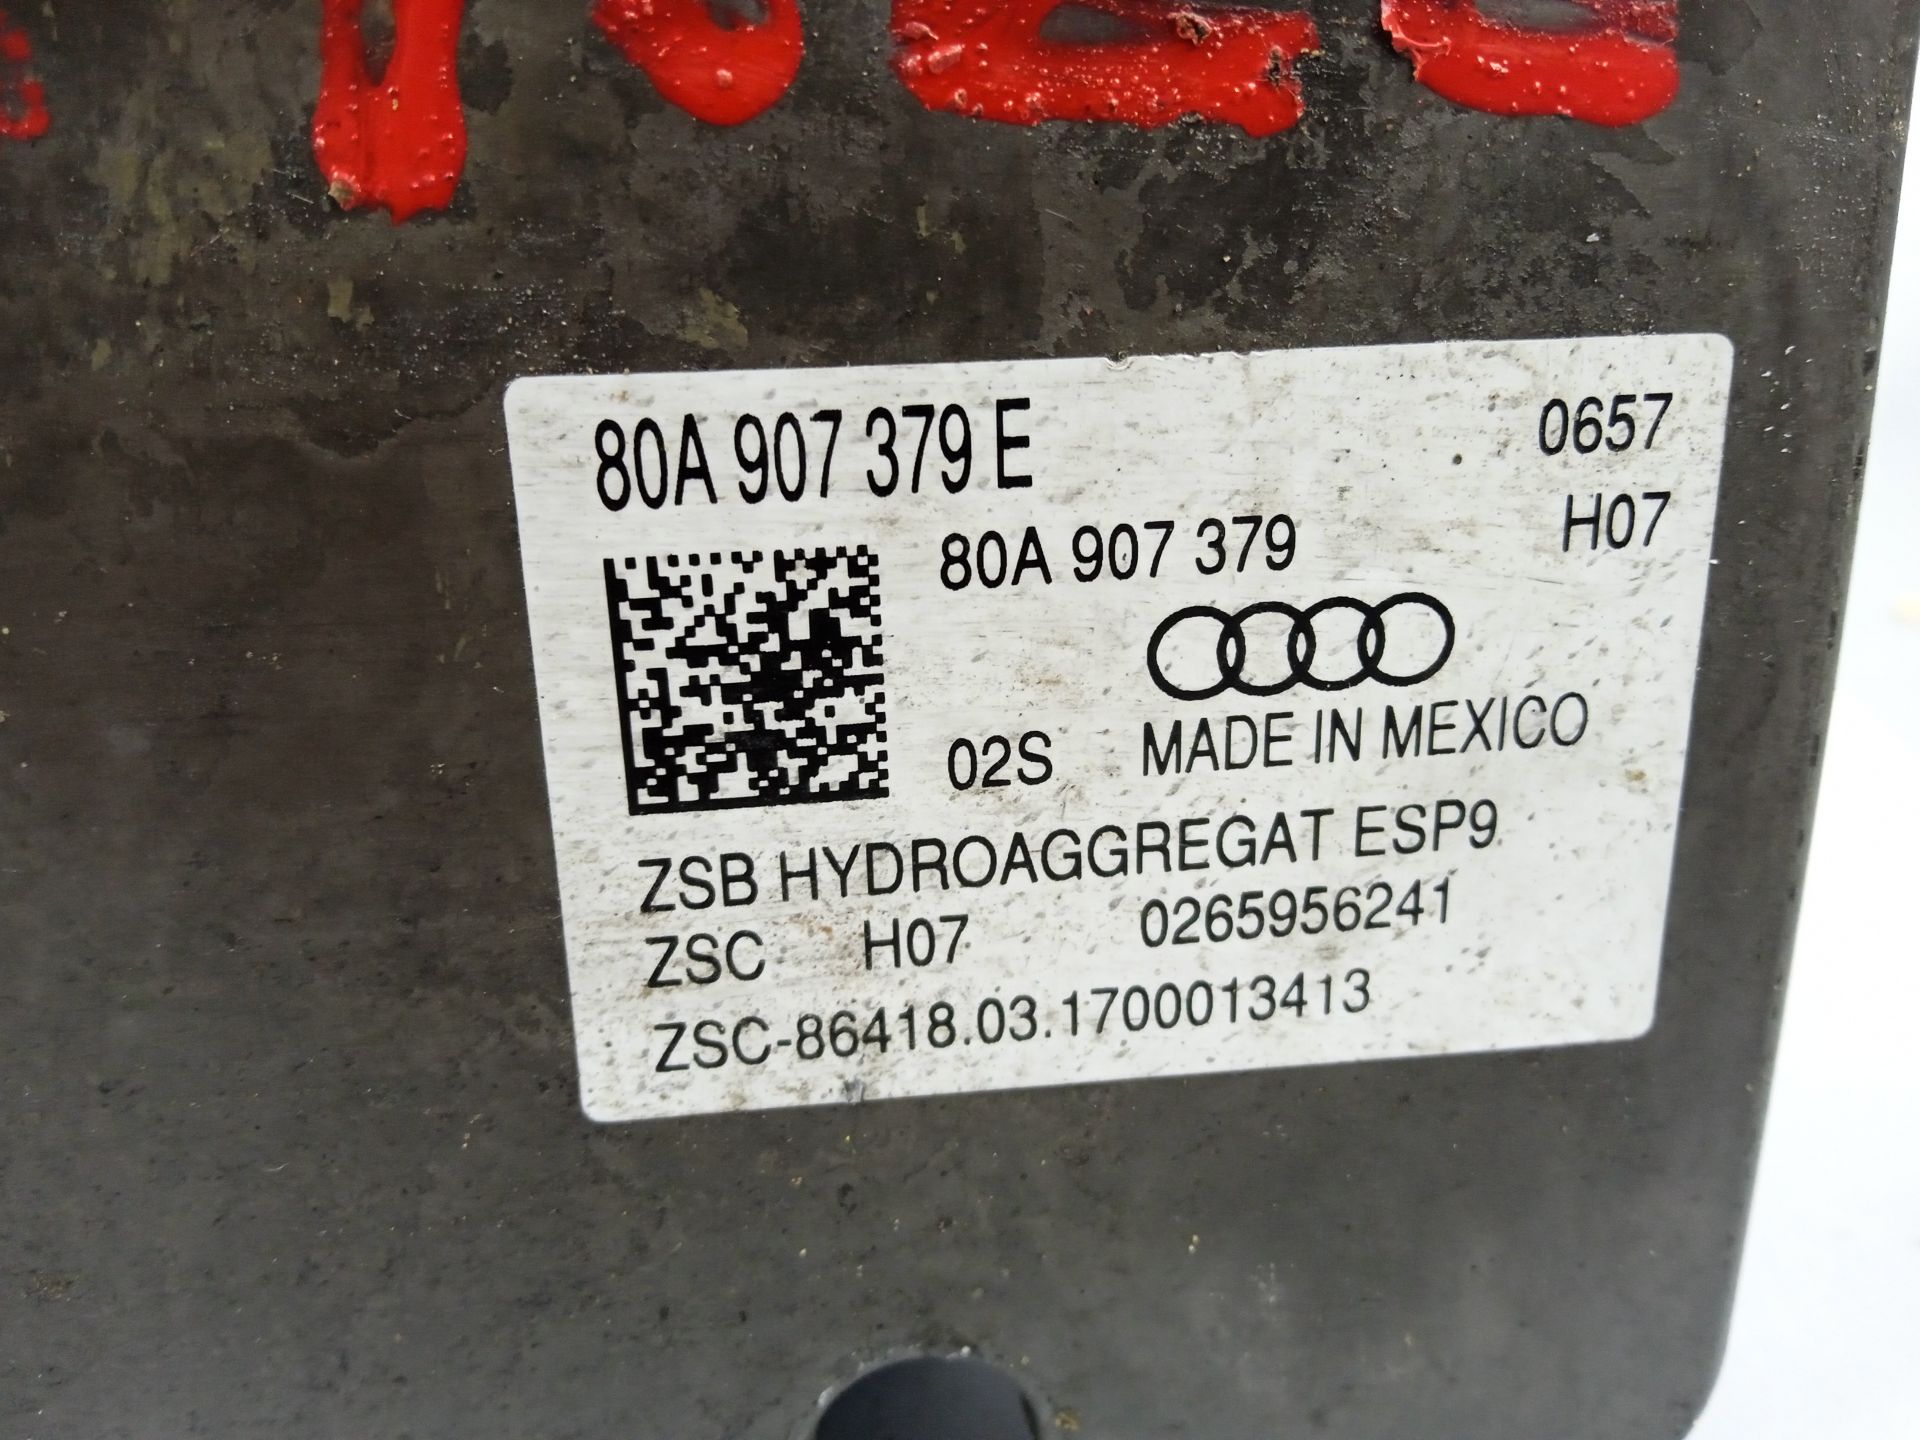 80A 907 379 E 0657
80A 907 379 H07
02S MADE IN MEXICO
ZSB HYDROAGGREGAT ESP9
ZSC H07 0265956241
ZSC-86418.03.1700013413